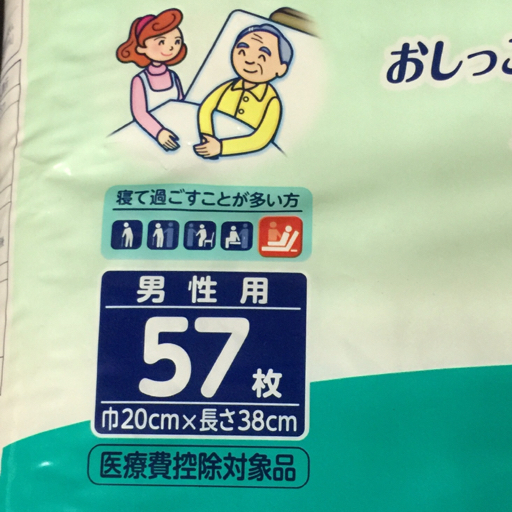 おしっこ
寝て過ごすことが多い方
男性用
57枚
巾20cm×長さ38cm
医療費控除対象品